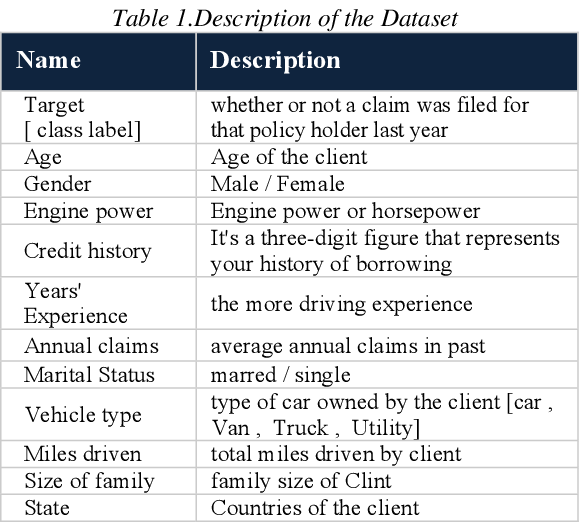 Table 1.Description of the Dataset
Name Description
Target whether or not a claim was filed for
[ class label] that policy holder last year
Age Age of the client
Gender Male / Female
Engine power Engine power or horsepower
Credit history It's a three-digit figure that represents
your history of borrowing
Years'
Experience the more driving experience
Annual claims average annual claims in past
Marital Status marred / single
Vehicle type type of car owned by the client [car ,
Van , Truck , Utility]
Miles driven total miles driven by client
Size of family family size of Clint
State Countries of the client